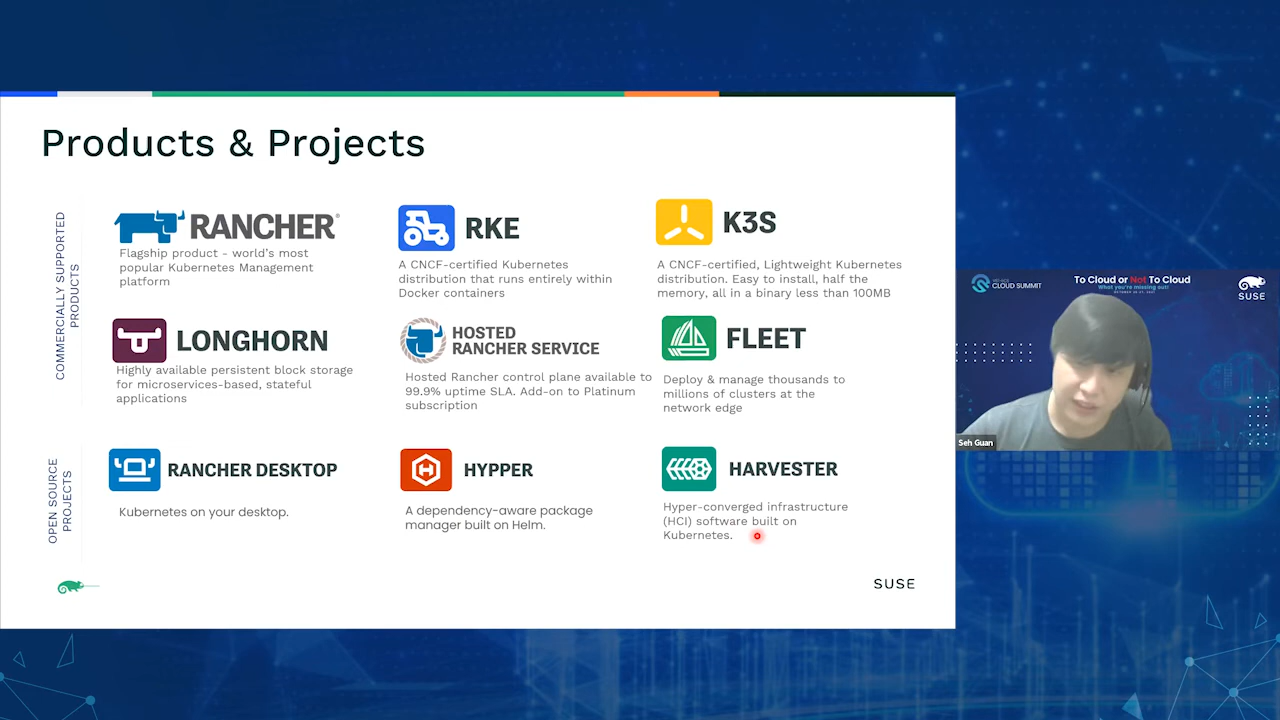 Products & Projects
COMMERCIALLY SUPPORTED
PRODUCTS
RANCHER®
Flagship product - world's most
popular Kubernetes Management
platform
RKE
A CNCF-certified Kubernetes
distribution that runs entirely within
Docker containers
K3S
A CNCF-certified, Lightweight Kubernetes
distribution. Easy to install, half the
memory, all in a binary less than 100MB
LONGHORN
Highly available persistent block storage
for microservices-based, stateful
applications
HOSTED
RANCHER SERVICE
Hosted Rancher control plane available to
99.9% uptime SLA. Add-on to Platinum
subscription
FLEET
Deploy & manage thousands to
millions of clusters at the
network edge
OPEN SOURCE
PROJECTS
RANCHER DESKTOP
Kubernetes on your desktop.
HYPPER
A dependency-aware package
manager built on Helm.
HARVESTER
Hyper-converged infrastructure
(HCI) software built on
Kubernetes.
SUSE
CLOUD SUMMIT
To Cloud or Not To Cloud
What you're missing out!
SUSE
Seh Guan